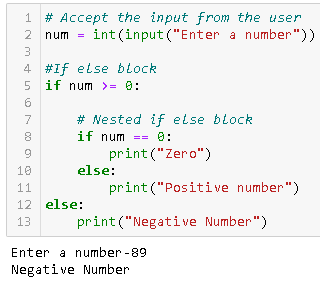 1 # Accept the input from the user
2 num = int(input("Enter a number"))
3
4 #If else block
5 if num >= 0:
6
7     # Nested if else block
8     if num == 0:
9         print("Zero")
10     else:
11         print("Positive number")
12 else:
13     print("Negative Number")
Enter a number-89
Negative Number